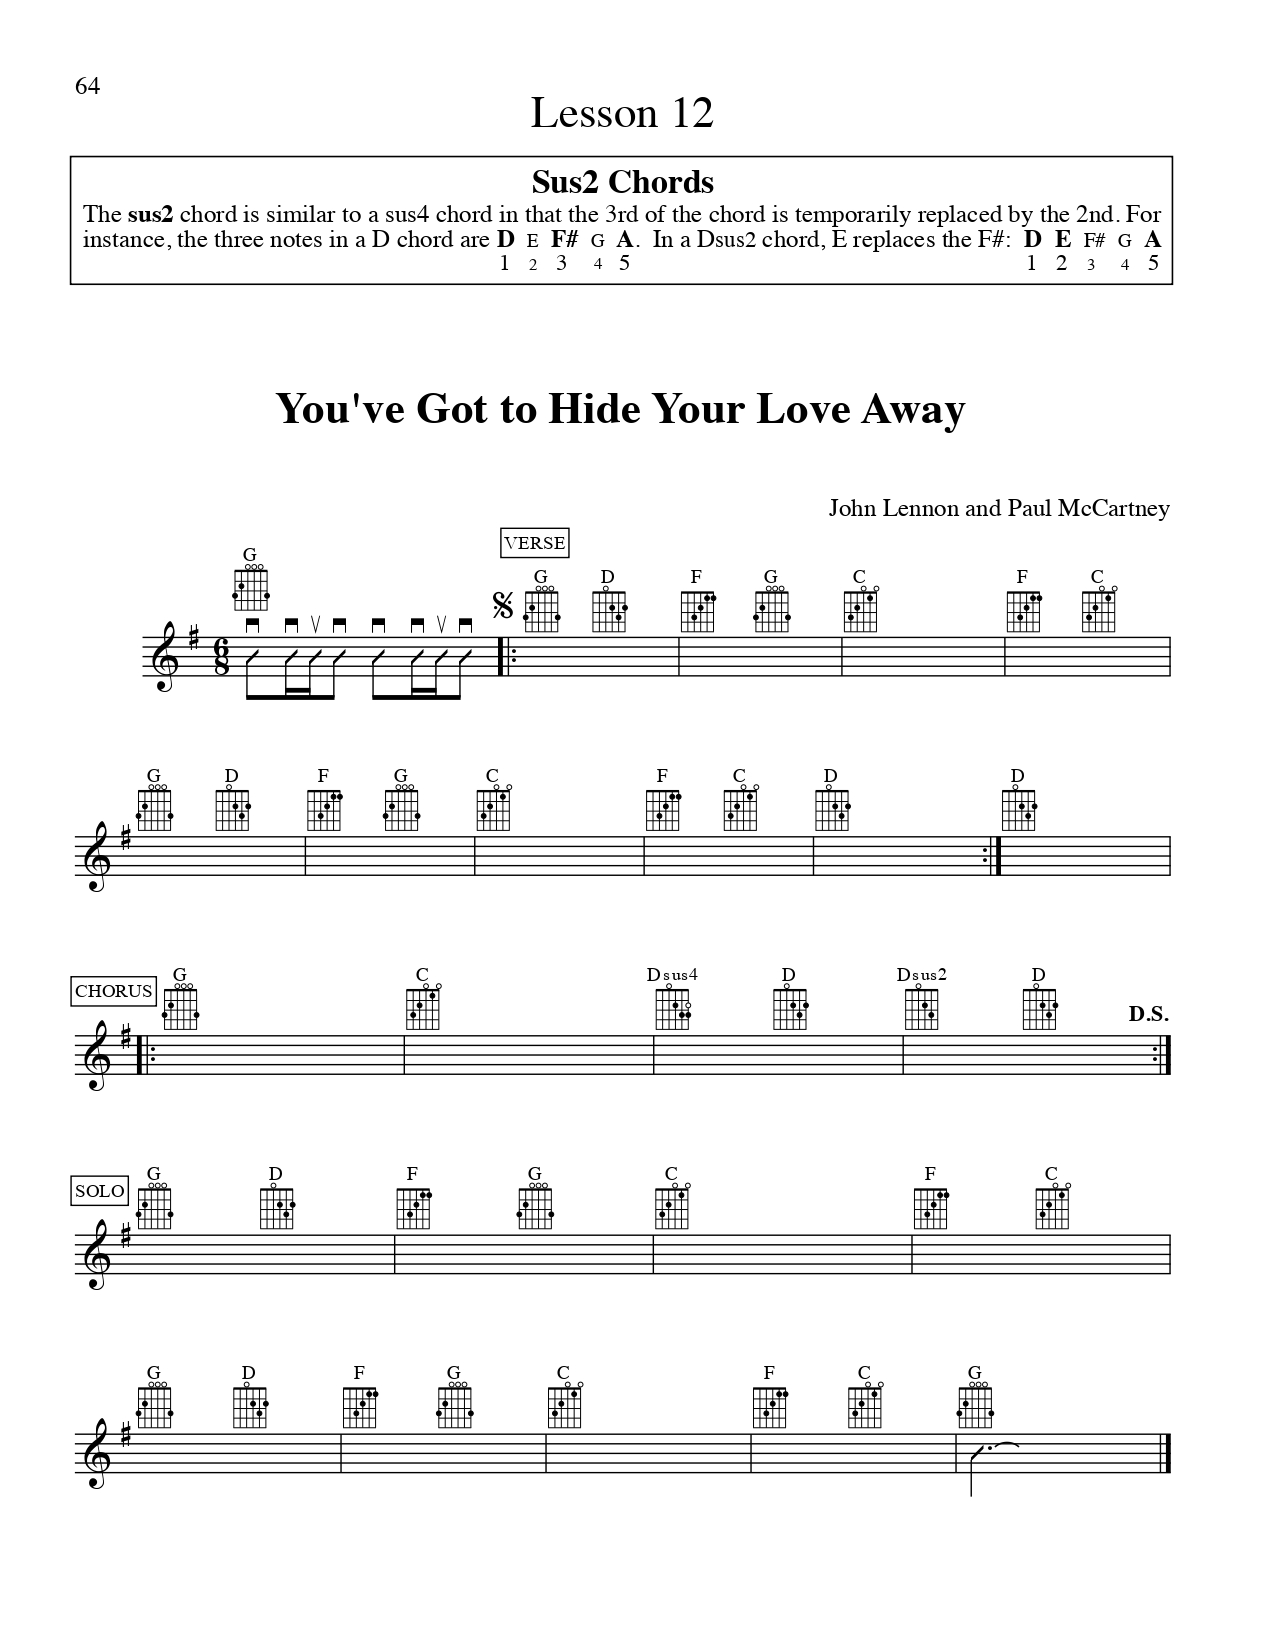 64
Lesson 12
Sus2 Chords
The sus2 chord is similar to a sus4 chord in that the 3rd of the chord is temporarily replaced by the 2nd. For
instance, the three notes in a D chord are D E F# G A. In a Dsus2 chord, E replaces the F#: D E F# G A
1 2 3 4 5 1 2 3 4 5
You've Got to Hide Your Love Away
John Lennon and Paul McCartney
VERSE
G G D F G C F C
6
8
G D F G C F C D D
CHORUS G C Dsus4 D Dsus2 D
D.S.
SOLO G D F G C F C
G D F G C F C G